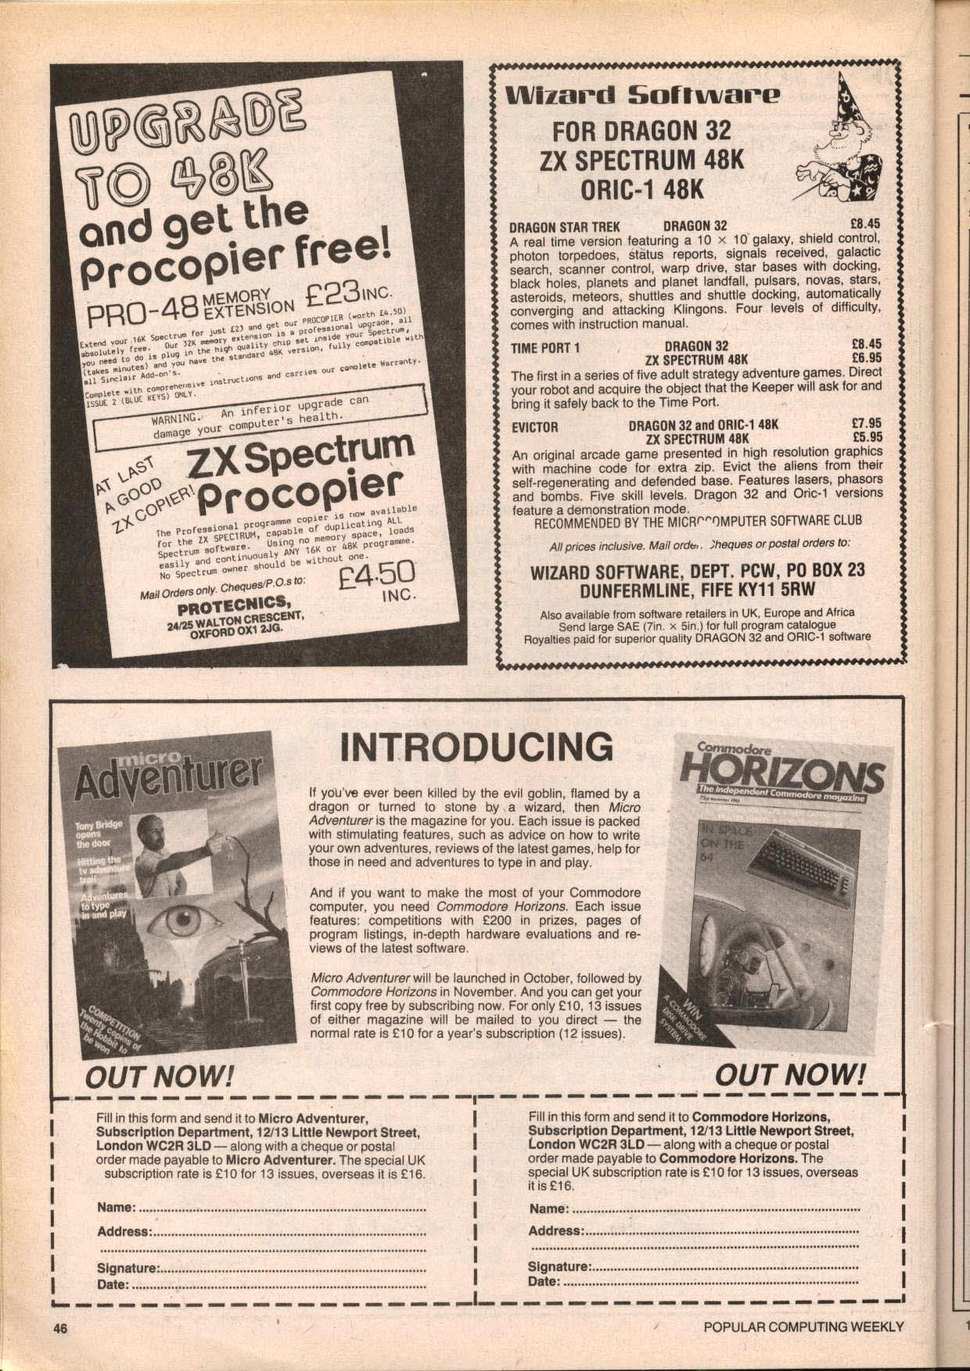 UPGRADE
TO 48K
and get the
Procopier free!
PRO-48 MEMORY EXTENSION £23 INC.
Extend your 16K Spectrum for just £23 and get our PROCOPIER (worth £4.50)
absolutely free. Our 32K memory extension is a professional upgrade, all
you need to do is plug in the high quality chip set inside your Spectrum,
(takes minutes) and you have the standard 48K version, fully compatible with
all Sinclair Add-on's.
Complete with comprehensive instructions and carries our complete Warranty.
ISSUE 2 (BLUE KEYS) ONLY.
WARNING. An inferior upgrade can
damage your computer's health.
AT LAST
A GOOD
ZX COPIER!
ZX Spectrum
Procopier
The Professional programme copier is now available
for the ZX SPECTRUM, capable of duplicating ALL
Spectrum software. Using no memory space, loads
easily and continuously ANY 16K or 48K programme.
No Spectrum owner should be without one.
Mail Orders only. Cheques/P.O.s to:
£4.50
INC.
PROTECNICS,
24/25 WALTON CRESCENT,
OXFORD OX1 2JG.
Wizard Software
FOR DRAGON 32
ZX SPECTRUM 48K
ORIC-1 48K
DRAGON STAR TREK DRAGON 32 £8.45
A real time version featuring a 10 × 10 galaxy, shield control,
photon torpedoes, status reports, signals received, galactic
search, scanner control, warp drive, star bases with docking,
black holes, planets and planet landfall, pulsars, novas, stars,
asteroids, meteors, shuttles and shuttle docking, automatically
converging and attacking Klingons. Four levels of difficulty,
comes with instruction manual.
TIME PORT 1 DRAGON 32 £8.45
ZX SPECTRUM 48K £6.95
The first in a series of five adult strategy adventure games. Direct
your robot and acquire the object that the Keeper will ask for and
bring it safely back to the Time Port.
EVICTOR DRAGON 32 and ORIC-1 48K £7.95
ZX SPECTRUM 48K £5.95
An original arcade game presented in high resolution graphics
with machine code for extra zip. Evict the aliens from their
self-regenerating and defended base. Features lasers, phasors
and bombs. Five skill levels. Dragon 32 and Oric-1 versions
feature a demonstration mode.
RECOMMENDED BY THE MICROCOMPUTER SOFTWARE CLUB
All prices inclusive. Mail order. Cheques or postal orders to:
WIZARD SOFTWARE, DEPT. PCW, PO BOX 23
DUNFERMLINE, FIFE KY11 5RW
Also available from software retailers in UK, Europe and Africa
Send large SAE (7in. × 5in.) for full program catalogue
Royalties paid for superior quality DRAGON 32 and ORIC-1 software
micro
Adventurer
Tony Bridge
opens
the door
Hitting the
tv adventure
Adventures
to type
in and play
COMPETITION
Twenty copies of
the Hobbit to
be won
OUT NOW!
INTRODUCING
If you've ever been killed by the evil goblin, flamed by a
dragon or turned to stone by a wizard, then Micro
Adventurer is the magazine for you. Each issue is packed
with stimulating features, such as advice on how to write
your own adventures, reviews of the latest games, help for
those in need and adventures to type in and play.
And if you want to make the most of your Commodore
computer, you need Commodore Horizons. Each issue
features: competitions with £200 in prizes, pages of
program listings, in-depth hardware evaluations and re-
views of the latest software.
Micro Adventurer will be launched in October, followed by
Commodore Horizons in November. And you can get your
first copy free by subscribing now. For only £10, 13 issues
of either magazine will be mailed to you direct — the
normal rate is £10 for a year's subscription (12 issues).
Commodore
HORIZONS
The independent Commodore magazine
IN SPACE
ON THE
64
WIN
A COMMODORE
DISK DRIVE
SYSTEM
OUT NOW!
Fill in this form and send it to Micro Adventurer,
Subscription Department, 12/13 Little Newport Street,
London WC2R 3LD — along with a cheque or postal
order made payable to Micro Adventurer. The special UK
subscription rate is £10 for 13 issues, overseas it is £16.
Name:
Address:
Signature:
Date:
Fill in this form and send it to Commodore Horizons,
Subscription Department, 12/13 Little Newport Street,
London WC2R 3LD — along with a cheque or postal
order made payable to Commodore Horizons. The
special UK subscription rate is £10 for 13 issues, overseas
it is £16.
Name:
Address:
Signature:
Date:
46
POPULAR COMPUTING WEEKLY